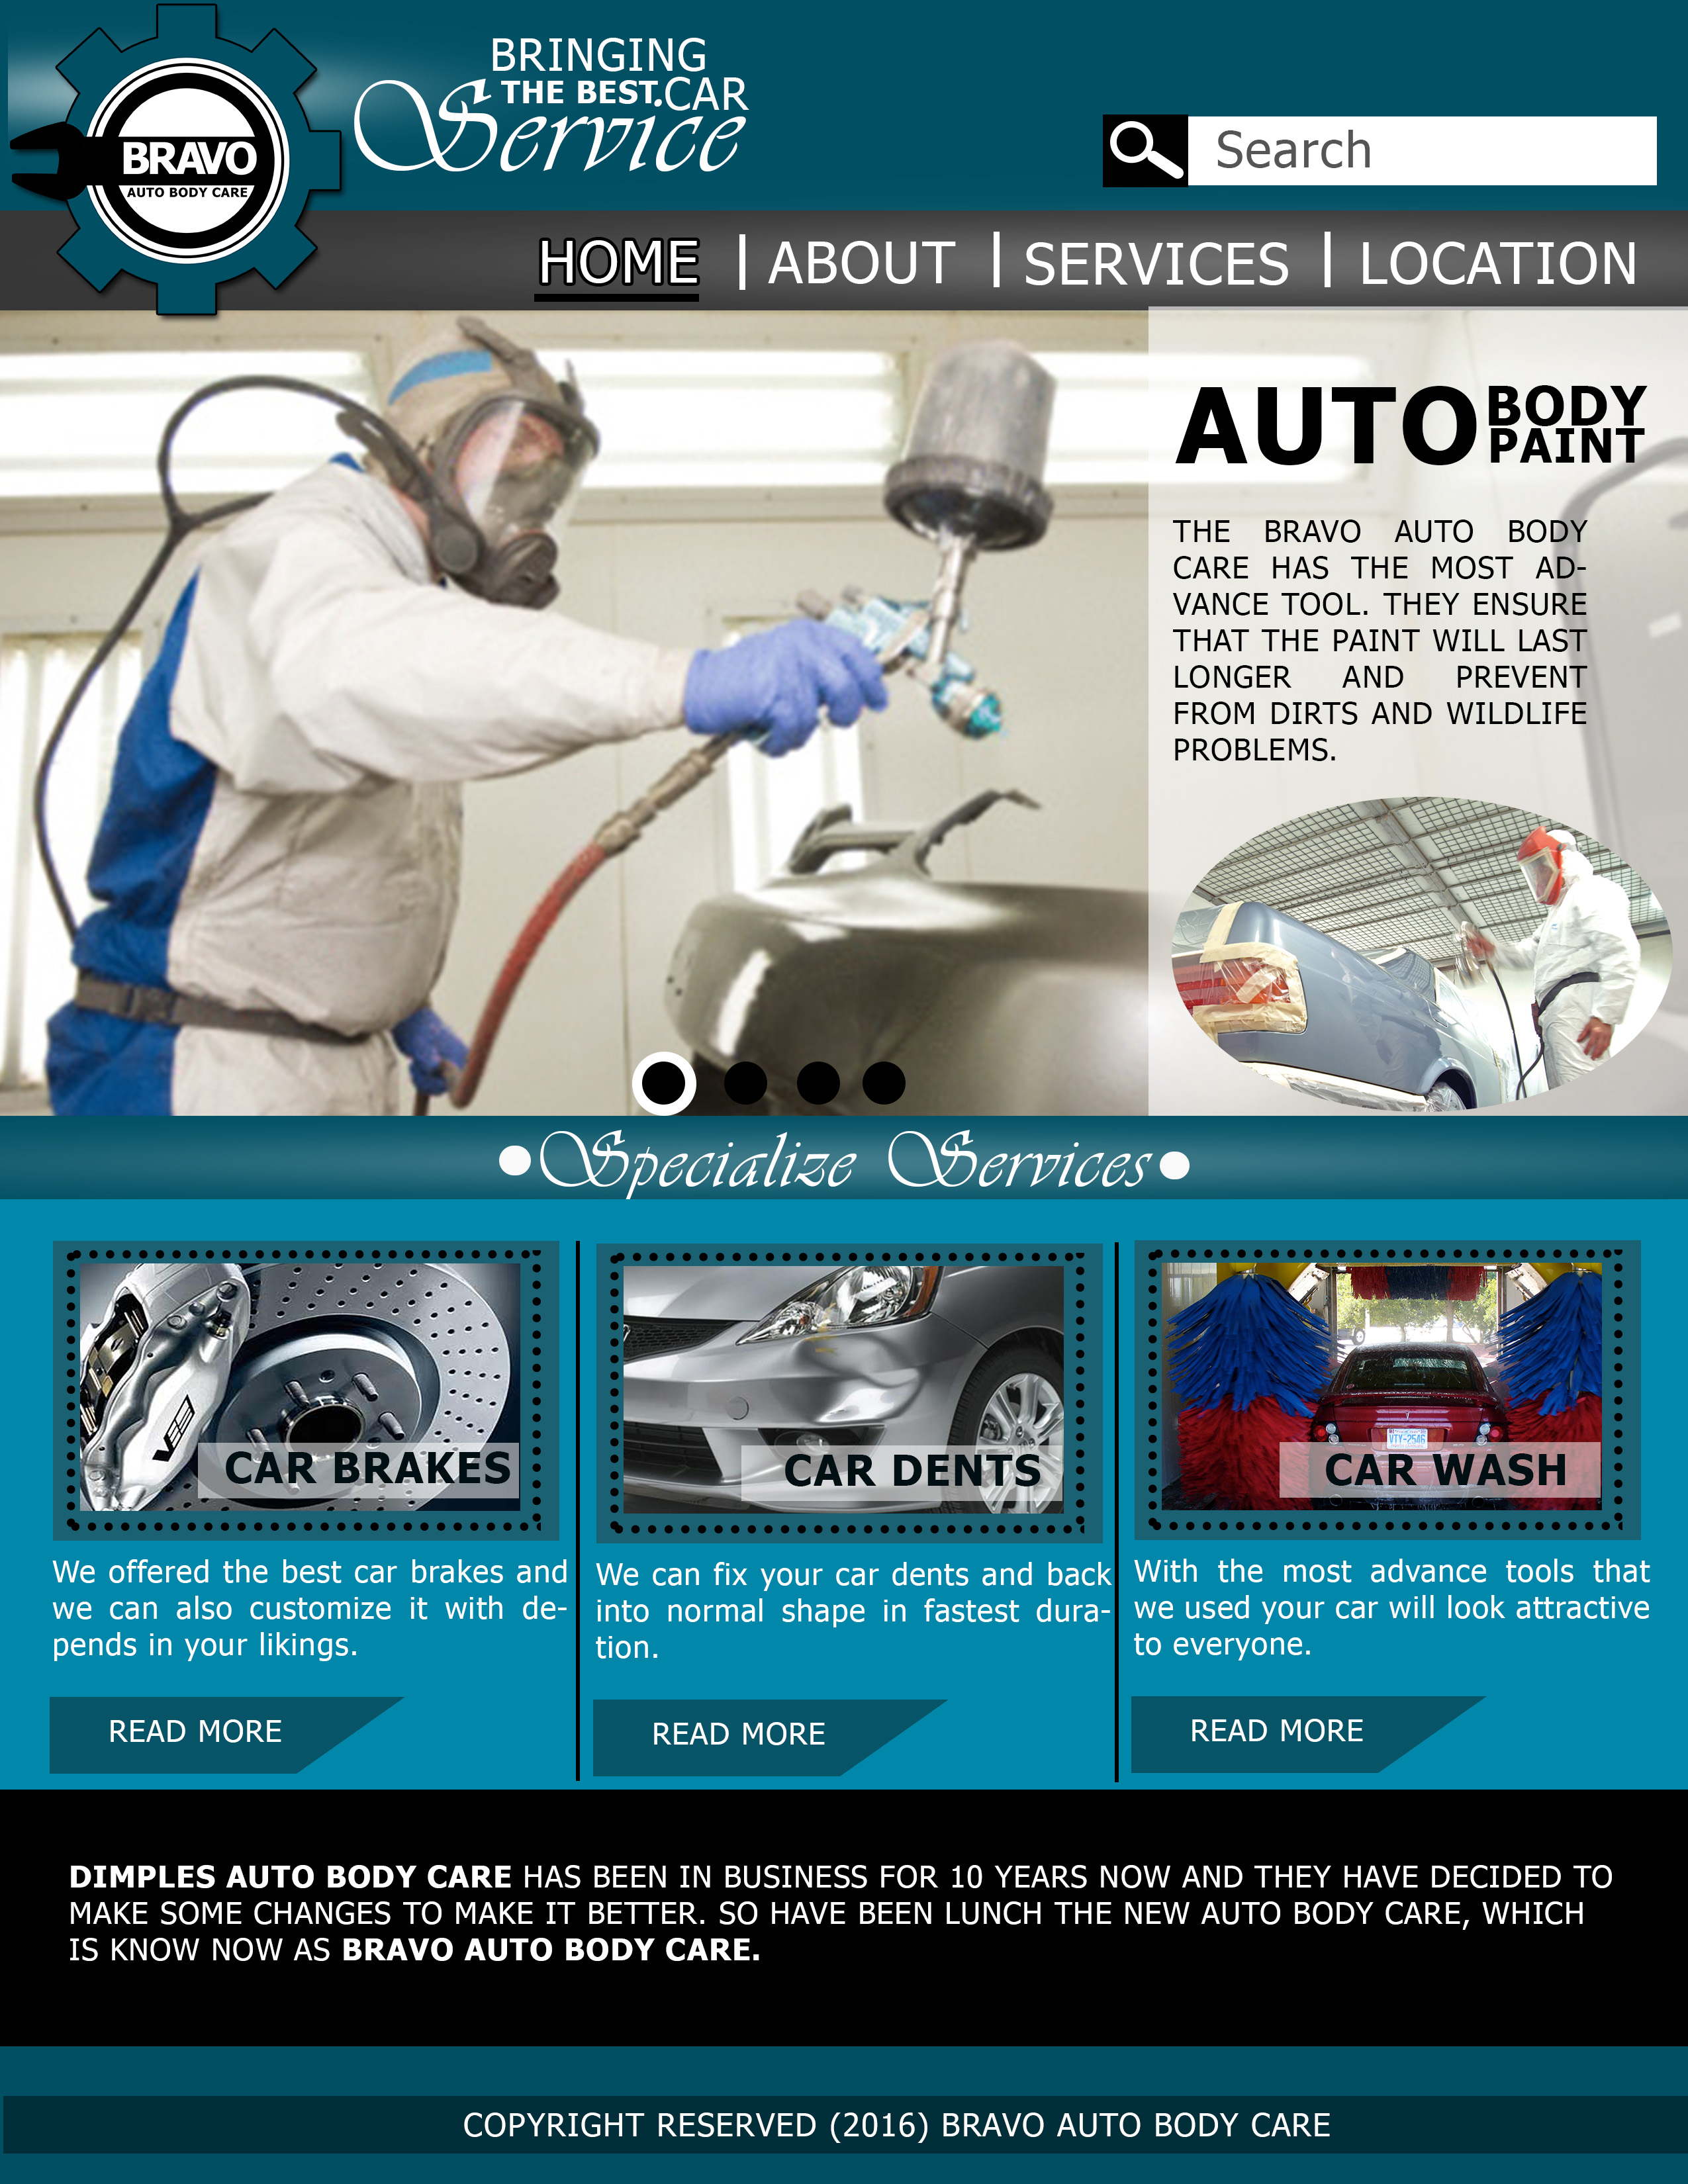 BRINGING
THE BEST.CAR
Service
BRAVO
AUTO BODY CARE
Search
HOME | ABOUT | SERVICES | LOCATION
AUTO BODY
PAINT
THE BRAVO AUTO BODY
CARE HAS THE MOST AD-
VANCE TOOL. THEY ENSURE
THAT THE PAINT WILL LAST
LONGER AND PREVENT
FROM DIRTS AND WILDLIFE
PROBLEMS.
•Specialize Services•
CAR BRAKES
We offered the best car brakes and
we can also customize it with de-
pends in your likings.
READ MORE
CAR DENTS
We can fix your car dents and back
into normal shape in fastest dura-
tion.
READ MORE
VTY-2546
CAR WASH
With the most advance tools that
we used your car will look attractive
to everyone.
READ MORE
DIMPLES AUTO BODY CARE HAS BEEN IN BUSINESS FOR 10 YEARS NOW AND THEY HAVE DECIDED TO
MAKE SOME CHANGES TO MAKE IT BETTER. SO HAVE BEEN LUNCH THE NEW AUTO BODY CARE, WHICH
IS KNOW NOW AS BRAVO AUTO BODY CARE.
COPYRIGHT RESERVED (2016) BRAVO AUTO BODY CARE